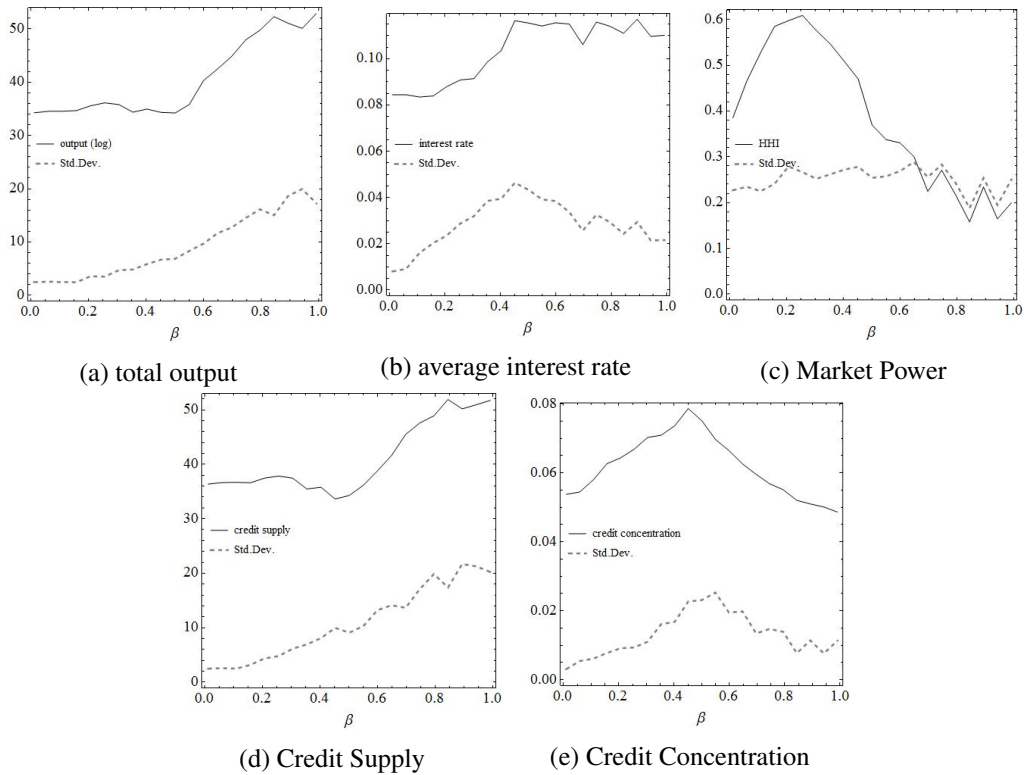 50
40
30
20
10
0
output (log)
Std.Dev.
0.0 0.2 0.4 0.6 0.8 1.0
β
(a) total output
0.10
0.08
0.06
0.04
0.02
0.00
interest rate
Std.Dev.
0.0 0.2 0.4 0.6 0.8 1.0
β
(b) average interest rate
0.6
0.5
0.4
0.3
0.2
0.1
0.0
HHI
Std.Dev.
0.0 0.2 0.4 0.6 0.8 1.0
β
(c) Market Power
50
40
30
20
10
0
credit supply
Std.Dev.
0.0 0.2 0.4 0.6 0.8 1.0
β
(d) Credit Supply
0.08
0.06
0.04
0.02
0.00
credit concentration
Std.Dev.
0.0 0.2 0.4 0.6 0.8 1.0
β
(e) Credit Concentration